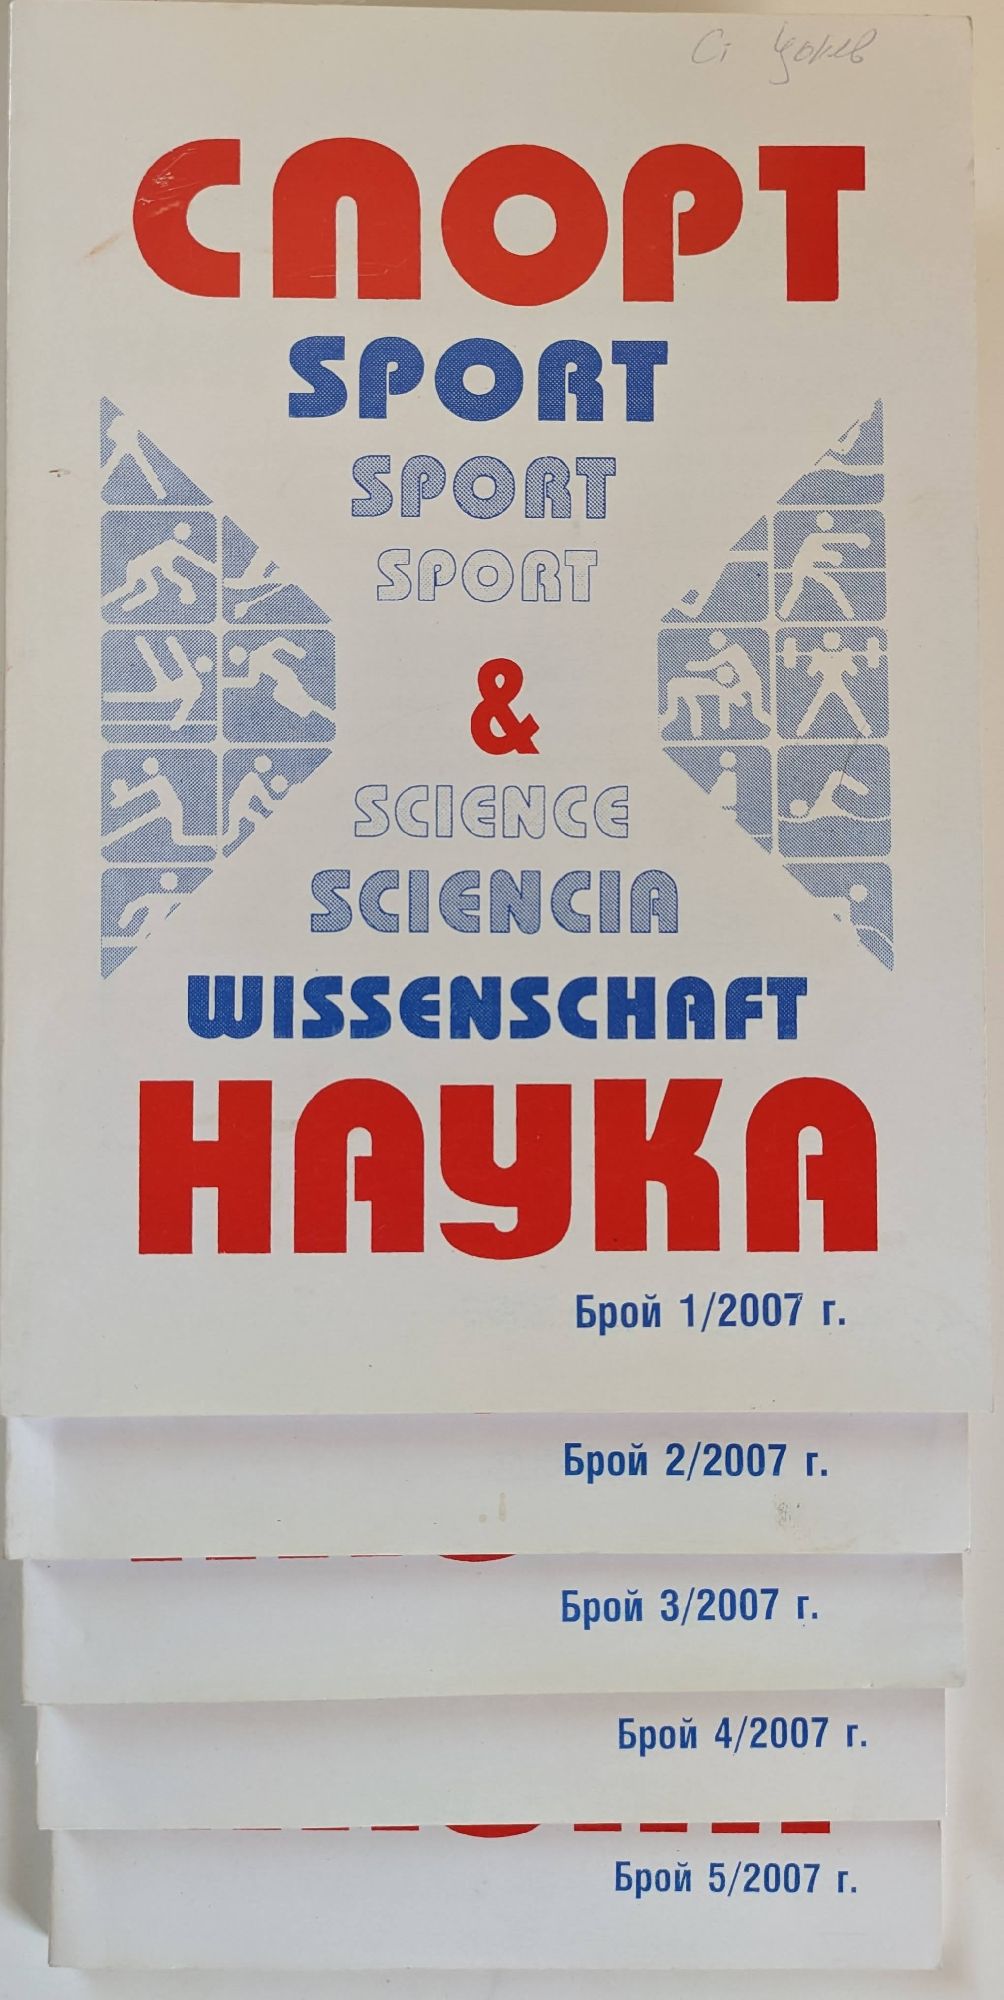 СПОРТ
SPORT
SPORT
SPORT
&
SCIENCE
SCIENCIA
WISSENSCHAFT
НАУКА
Брой 1/2007 г.
Брой 2/2007 г.
Брой 3/2007 г.
Брой 4/2007 г.
Брой 5/2007 г.